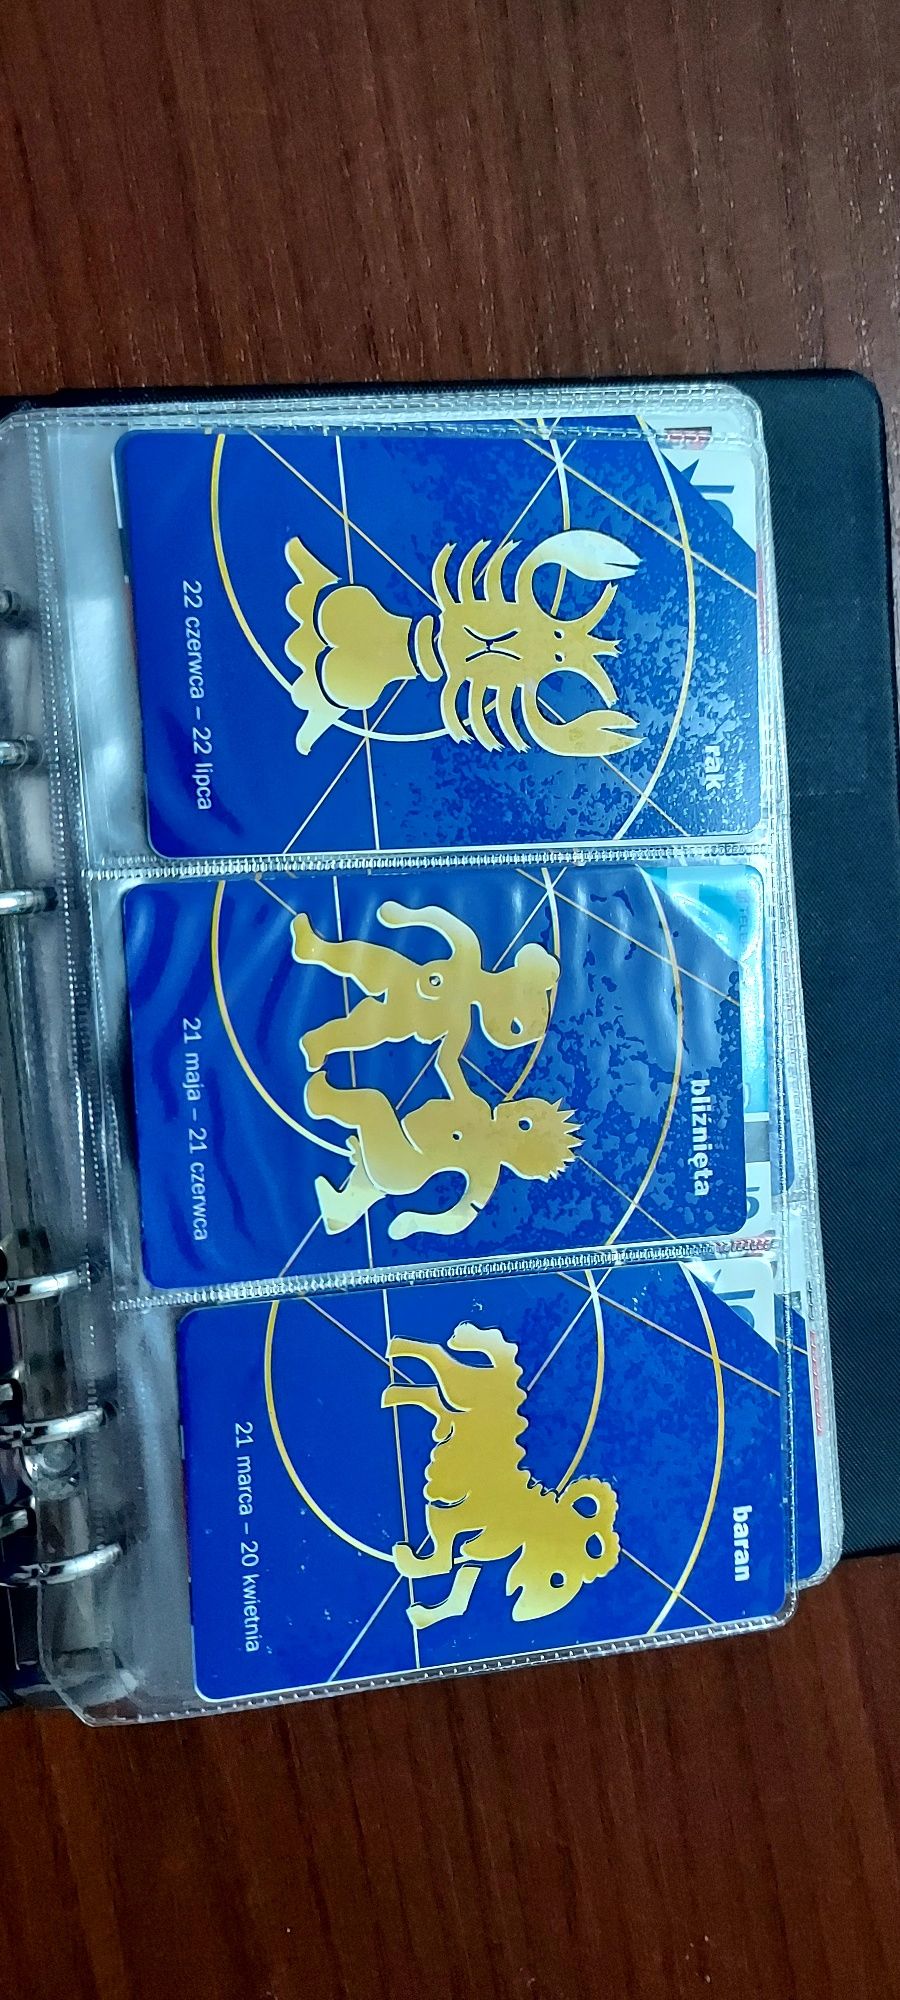 rak
22 czerwca – 22 lipca
bliźnięta
21 maja – 21 czerwca
baran
21 marca – 20 kwietnia